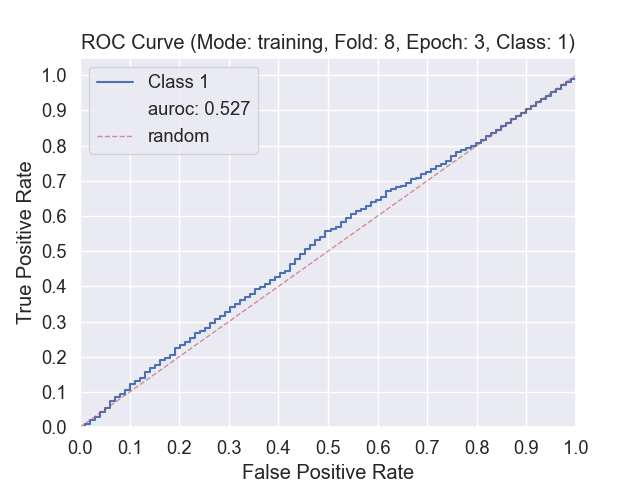 ROC Curve (Mode: training, Fold: 8, Epoch: 3, Class: 1)
Class 1
auroc: 0.527
random
True Positive Rate
1.0
0.9
0.8
0.7
0.6
0.5
0.4
0.3
0.2
0.1
0.0
0.0 0.1 0.2 0.3 0.4 0.5 0.6 0.7 0.8 0.9 1.0
False Positive Rate